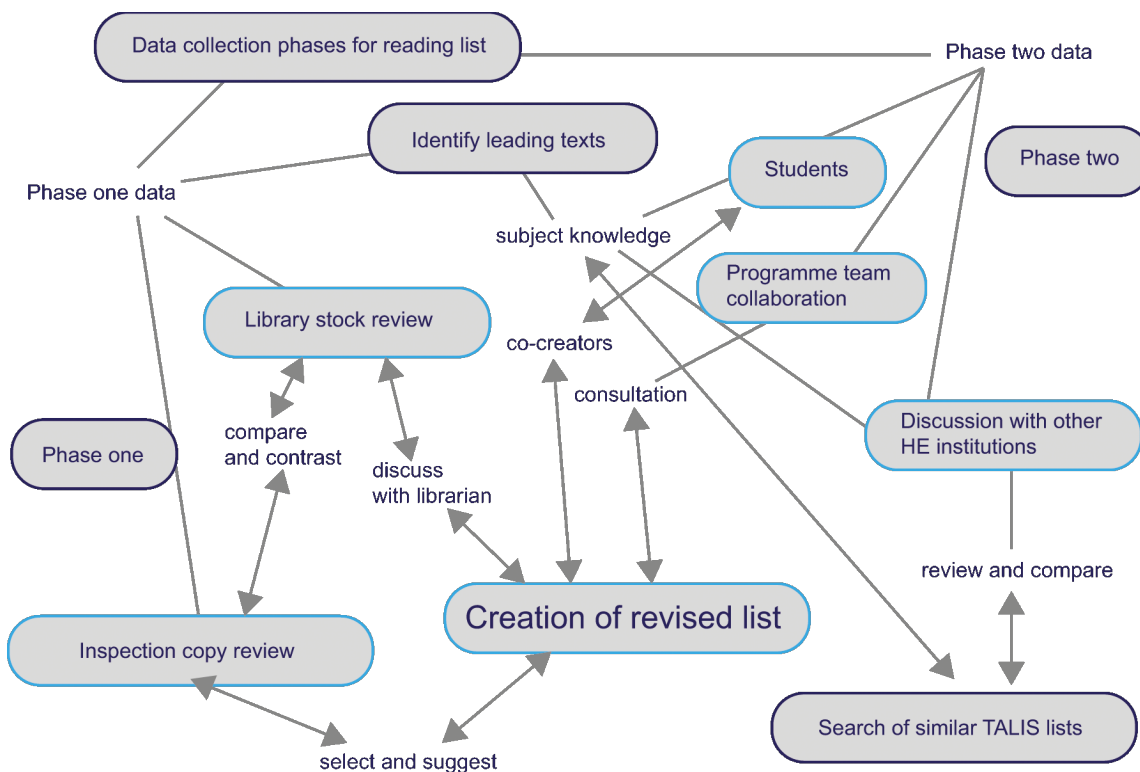 Data collection phases for reading list
Phase two data
Identify leading texts
Students
Phase two
Phase one data
subject knowledge
Programme team
collaboration
Library stock review
co-creators
consultation
Discussion with other
HE institutions
compare
and contrast
Phase one
discuss
with librarian
review and compare
Creation of revised list
Inspection copy review
Search of similar TALIS lists
select and suggest